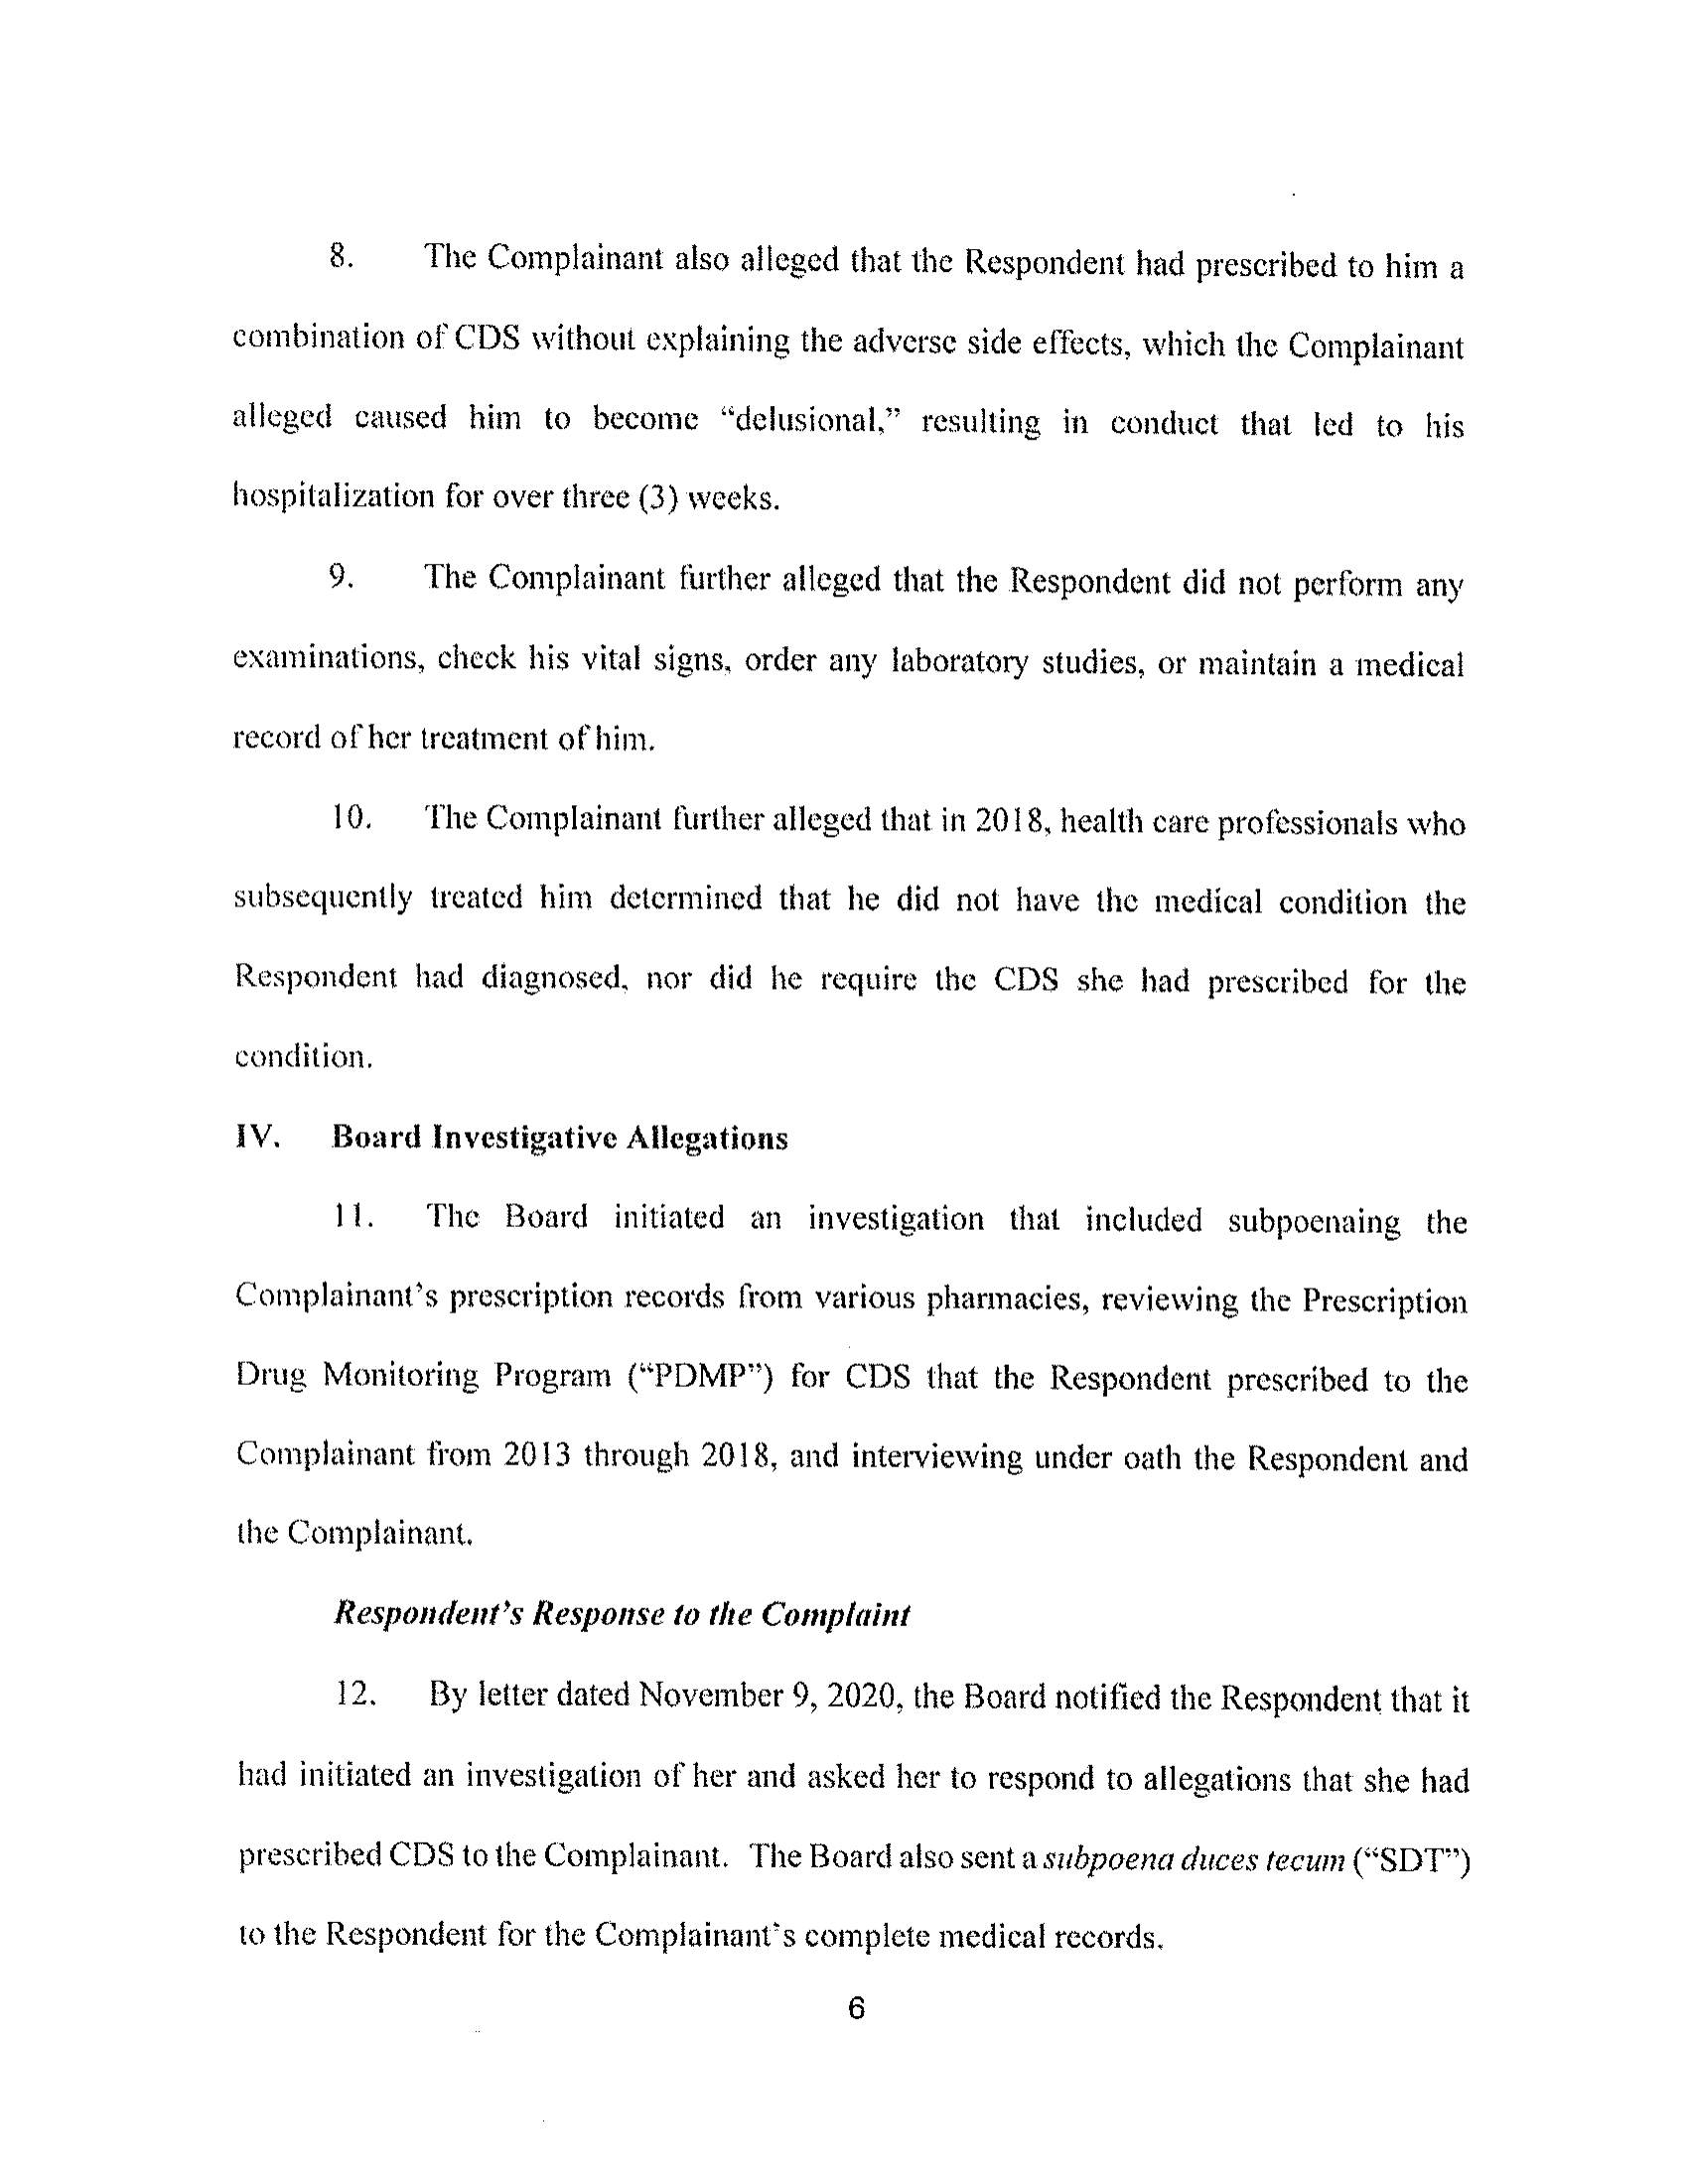 8. The Complainant also alleged that the Respondent had prescribed to him a
combination of CDS without explaining the adverse side effects, which the Complainant
alleged caused him to become “delusional,” resulting in conduct that led to his
hospitalization for over three (3) weeks.
9. The Complainant further alleged that the Respondent did not perform any
examinations, check his vital signs, order any laboratory studies, or maintain a medical
record of her treatment of him.
10. The Complainant further alleged that in 2018, health care professionals who
subsequently treated him determined that he did not have the medical condition the
Respondent had diagnosed, nor did he require the CDS she had prescribed for the
condition.
IV. Board Investigative Allegations
11. The Board initiated an investigation that included subpoenaing the
Complainant’s prescription records from various pharmacies, reviewing the Prescription
Drug Monitoring Program (“PDMP”) for CDS that the Respondent prescribed to the
Complainant from 2013 through 2018, and interviewing under oath the Respondent and
the Complainant.
Respondent’s Response to the Complaint
12. By letter dated November 9, 2020, the Board notified the Respondent that it
had initiated an investigation of her and asked her to respond to allegations that she had
prescribed CDS to the Complainant. The Board also sent a subpoena duces tecum (“SDT”)
to the Respondent for the Complainant’s complete medical records.
6